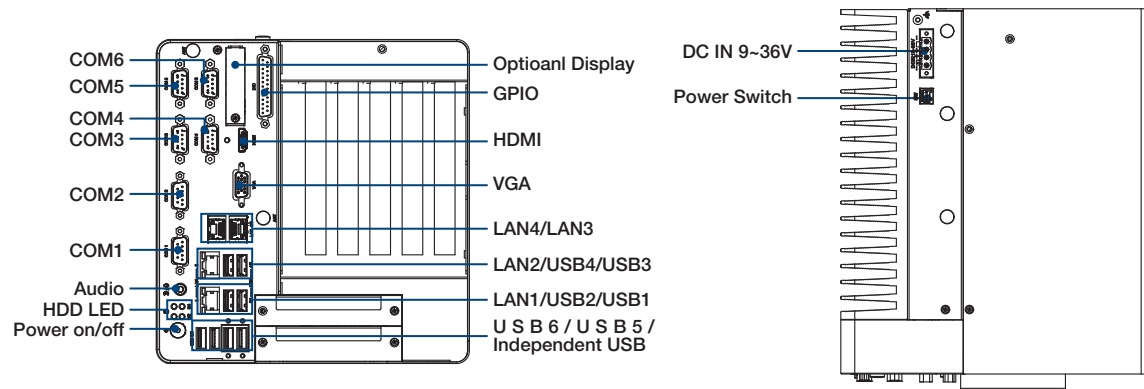 COM6
COM5
COM4
COM3
COM2
COM1
Audio
HDD LED
Power on/off
Optioanl Display
GPIO
HDMI
VGA
LAN4/LAN3
LAN2/USB4/USB3
LAN1/USB2/USB1
U S B 6 / U S B 5 /
Independent USB
DC IN 9~36V
Power Switch